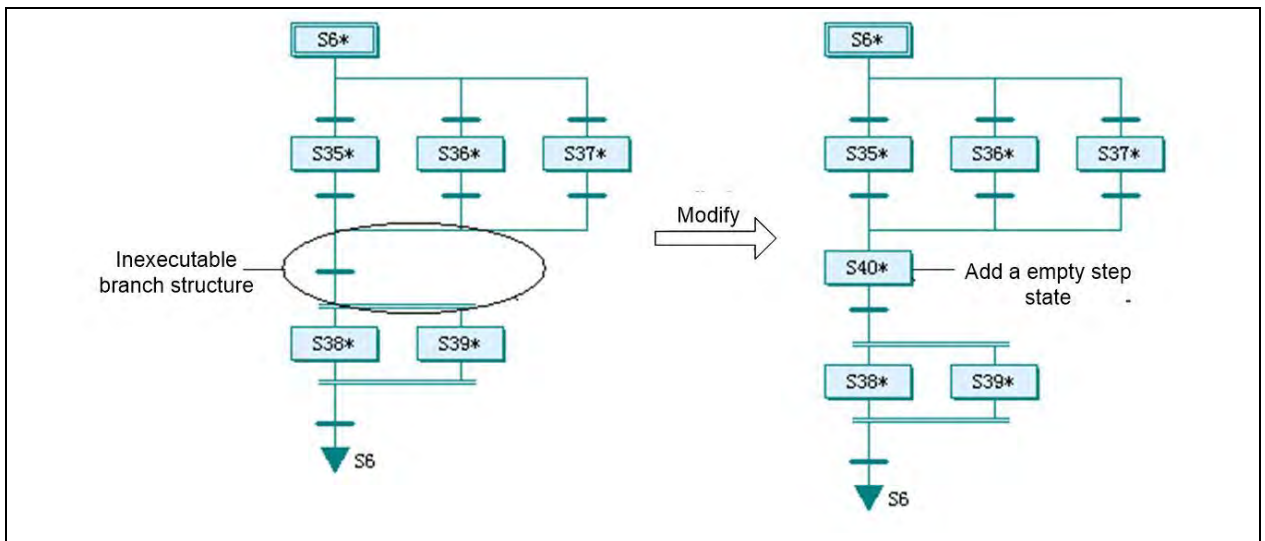 S6*
S35*
S36*
S37*
Inexecutable
branch structure
S38*
S39*
S6
Modify
S6*
S35*
S36*
S37*
S40*
Add a empty step
state
S38*
S39*
S6